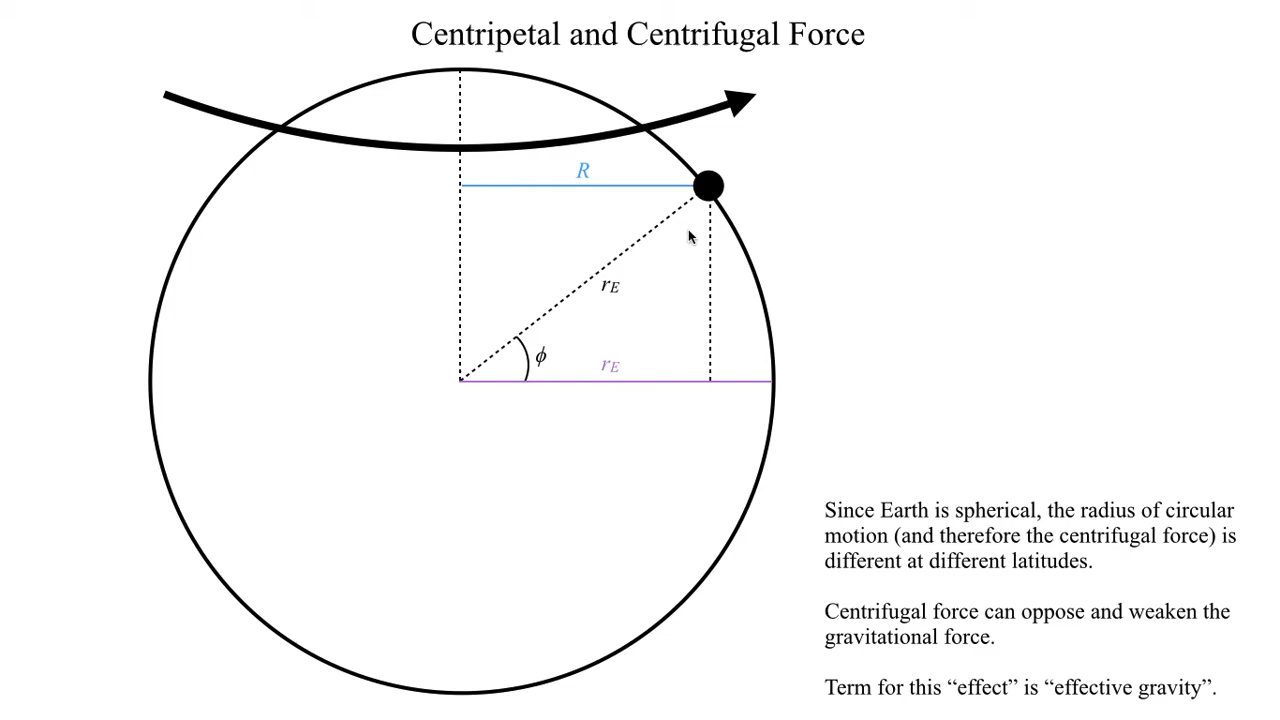 Centripetal and Centrifugal Force
R
rE
ϕ
rE
Since Earth is spherical, the radius of circular
motion (and therefore the centrifugal force) is
different at different latitudes.
Centrifugal force can oppose and weaken the
gravitational force.
Term for this “effect” is “effective gravity”.